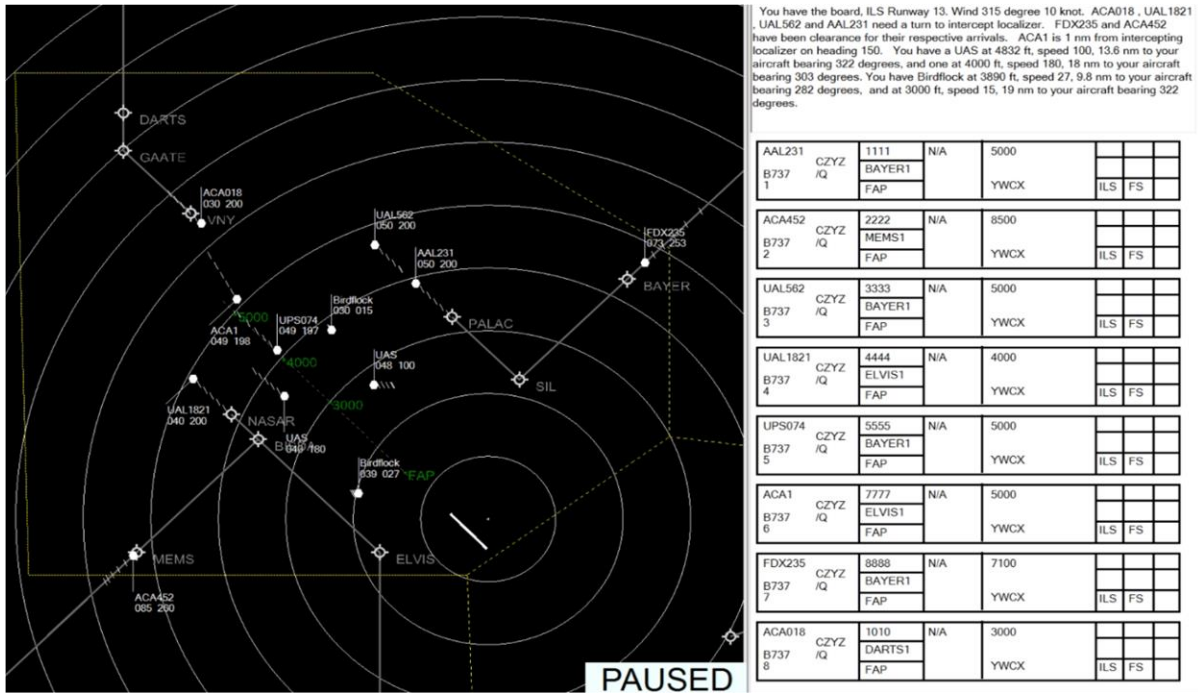 You have the board, ILS Runway 13. Wind 315 degree 10 knot. ACA018 , UAL1821
, UAL562 and AAL231 need a turn to intercept localizer. FDX235 and ACA452
have been clearance for their respective arrivals. ACA1 is 1 nm from intercepting
localizer on heading 150. You have a UAS at 4832 ft, speed 100, 13.6 nm to your
aircraft bearing 322 degrees, and one at 4000 ft, speed 180, 18 nm to your aircraft
bearing 303 degrees. You have Birdflock at 3890 ft, speed 27, 9.8 nm to your aircraft
bearing 282 degrees, and at 3000 ft, speed 15, 19 nm to your aircraft bearing 322
degrees.
DARTS
GAATE
ACA018
030 200
VNY
UAL562
050 200
FDX235
073 253
AAL231
050 200
BAYER
Birdflock
030 015
5000
UPS074
049 197
ACA1
049 198
PALAC
4000
UAS
048 100
SIL
3000
UAL1821
040 200
NASAR
UAS
040 180
Birdflock
039 027
FAP
MEMS
ELVIS
ACA452
085 260
PAUSED
AAL231 1111 N/A 5000
CZYZ BAYER1
B737 /Q
1 FAP YWCX ILS FS
ACA452 2222 N/A 8500
CZYZ MEMS1
B737 /Q
2 FAP YWCX ILS FS
UAL562 3333 N/A 5000
CZYZ BAYER1
B737 /Q
3 FAP YWCX ILS FS
UAL1821 4444 N/A 4000
CZYZ ELVIS1
B737 /Q
4 FAP YWCX ILS FS
UPS074 5555 N/A 5000
CZYZ BAYER1
B737 /Q
5 FAP YWCX ILS FS
ACA1 7777 N/A 5000
CZYZ ELVIS1
B737 /Q
6 FAP YWCX ILS FS
FDX235 8888 N/A 7100
CZYZ BAYER1
B737 /Q
7 FAP YWCX ILS FS
ACA018 1010 N/A 3000
CZYZ DARTS1
B737 /Q
8 FAP YWCX ILS FS